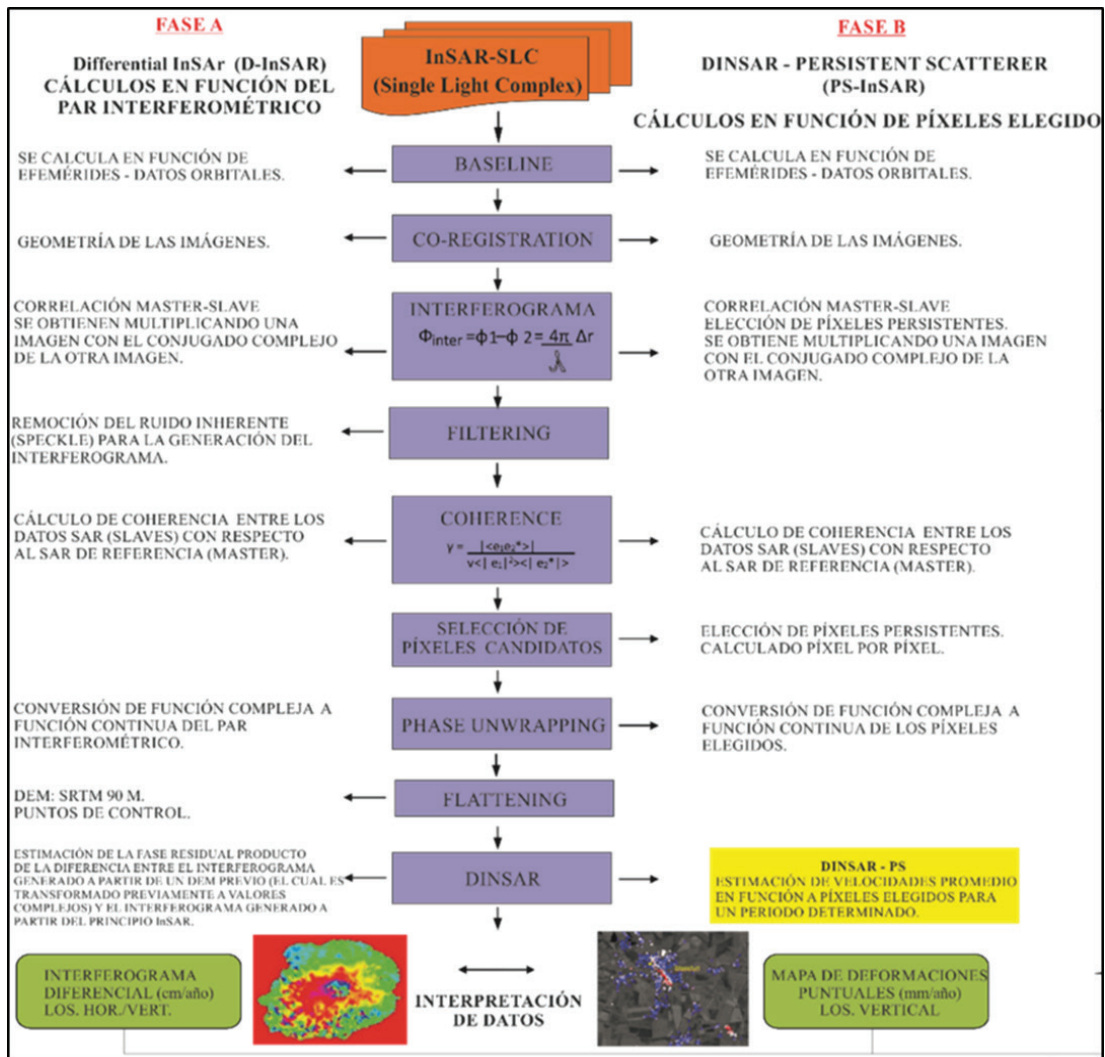 FASE A
Differential InSAr (D-InSAR)
CÁLCULOS EN FUNCIÓN DEL
PAR INTERFEROMÉTRICO
InSAR-SLC
(Single Light Complex)
FASE B
DINSAR - PERSISTENT SCATTERER
(PS-InSAR)
CÁLCULOS EN FUNCIÓN DE PÍXELES ELEGIDO
SE CALCULA EN FUNCIÓN DE
EFEMÉRIDES - DATOS ORBITALES.
BASELINE
SE CALCULA EN FUNCIÓN DE
EFEMÉRIDES - DATOS ORBITALES.
GEOMETRÍA DE LAS IMÁGENES.
CO-REGISTRATION
GEOMETRÍA DE LAS IMÁGENES.
CORRELACIÓN MASTER-SLAVE
SE OBTIENEN MULTIPLICANDO UNA
IMAGEN CON EL CONJUGADO COMPLEJO
DE LA OTRA IMAGEN.
INTERFEROGRAMA
Φinter =ϕ1–ϕ 2= 4π/λ Δr
CORRELACIÓN MASTER-SLAVE
ELECCIÓN DE PÍXELES PERSISTENTES.
SE OBTIENE MULTIPLICANDO UNA IMAGEN
CON EL CONJUGADO COMPLEJO DE LA
OTRA IMAGEN.
REMOCIÓN DEL RUIDO INHERENTE
(SPECKLE) PARA LA GENERACIÓN DEL
INTERFEROGRAMA.
FILTERING
CÁLCULO DE COHERENCIA ENTRE LOS
DATOS SAR (SLAVES) CON RESPECTO
AL SAR DE REFERENCIA (MASTER).
COHERENCE
γ = |<e₁e₂*>|
v<| e₁|²><| e₂*|>
CÁLCULO DE COHERENCIA ENTRE LOS
DATOS SAR (SLAVES) CON RESPECTO
AL SAR DE REFERENCIA (MASTER).
SELECCIÓN DE
PÍXELES CANDIDATOS
ELECCIÓN DE PÍXELES PERSISTENTES.
CALCULADO PÍXEL POR PÍXEL.
CONVERSIÓN DE FUNCIÓN COMPLEJA A
FUNCIÓN CONTINUA DEL PAR
INTERFEROMÉTRICO.
PHASE UNWRAPPING
CONVERSIÓN DE FUNCIÓN COMPLEJA A
FUNCIÓN CONTINUA DE LOS PÍXELES
ELEGIDOS.
DEM: SRTM 90 M.
PUNTOS DE CONTROL.
FLATTENING
ESTIMACIÓN DE LA FASE RESIDUAL PRODUCTO
DE LA DIFERENCIA ENTRE EL INTERFEROGRAMA
GENERADO A PARTIR DE UN DEM PREVIO (EL CUAL ES
TRANSFORMADO PREVIAMENTE A VALORES
COMPLEJOS) Y EL INTERFEROGRAMA GENERADO A
PARTIR DEL PRINCIPIO InSAR.
DINSAR
DINSAR - PS
ESTIMACIÓN DE VELOCIDADES PROMEDIO
EN FUNCIÓN A PÍXELES ELEGIDOS PARA
UN PERIODO DETERMINADO.
INTERFEROGRAMA
DIFERENCIAL (cm/año)
LOS. HOR./VERT.
INTERPRETACIÓN
DE DATOS
MAPA DE DEFORMACIONES
PUNTUALES (mm/año)
LOS. VERTICAL